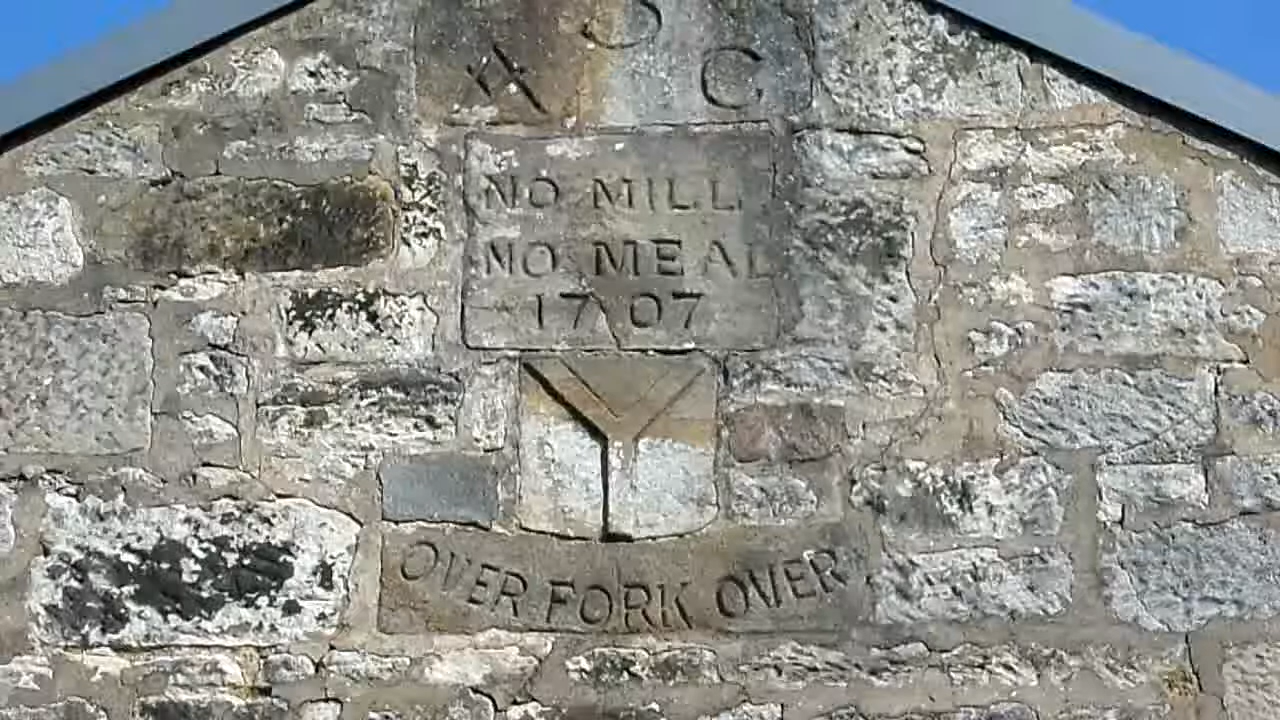 S
A C
NO MILL
NO MEAL
1707
OVER FORK OVER